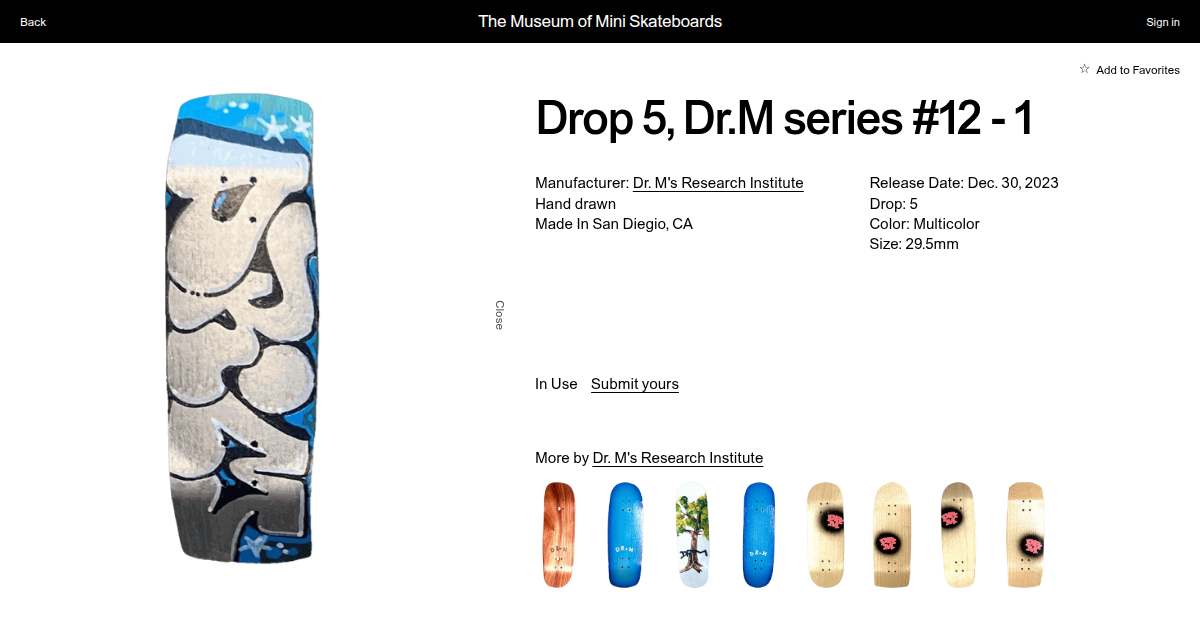 Back
The Museum of Mini Skateboards
Sign in
☆ Add to Favorites
Drop 5, Dr.M series #12 - 1
Manufacturer: Dr. M's Research Institute
Hand drawn
Made In San Diegio, CA
Release Date: Dec. 30, 2023
Drop: 5
Color: Multicolor
Size: 29.5mm
Close
In Use Submit yours
More by Dr. M's Research Institute